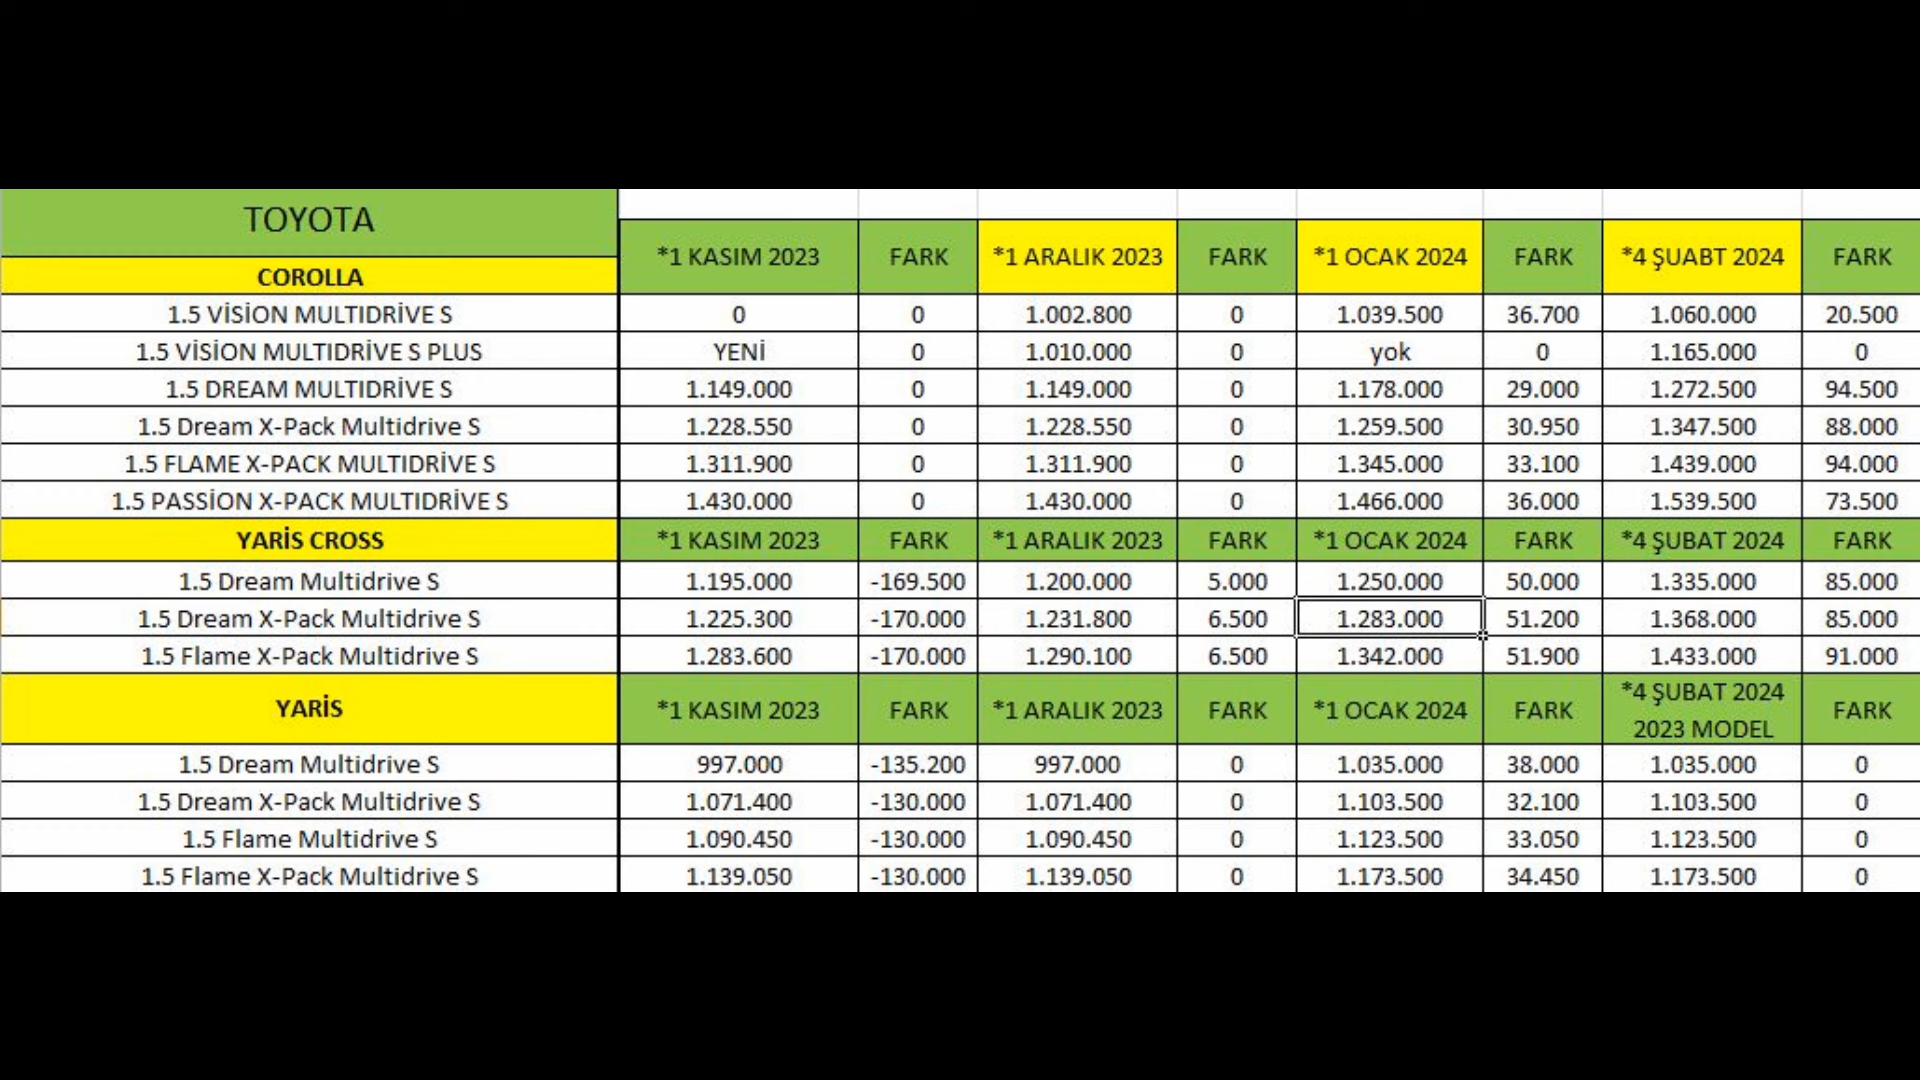 TOYOTA
*1 KASIM 2023 FARK *1 ARALIK 2023 FARK *1 OCAK 2024 FARK *4 ŞUABT 2024 FARK
COROLLA
1.5 VİSİON MULTIDRİVE S 0 0 1.002.800 0 1.039.500 36.700 1.060.000 20.500
1.5 VİSİON MULTIDRİVE S PLUS YENİ 0 1.010.000 0 yok 0 1.165.000 0
1.5 DREAM MULTIDRİVE S 1.149.000 0 1.149.000 0 1.178.000 29.000 1.272.500 94.500
1.5 Dream X-Pack Multidrive S 1.228.550 0 1.228.550 0 1.259.500 30.950 1.347.500 88.000
1.5 FLAME X-PACK MULTIDRİVE S 1.311.900 0 1.311.900 0 1.345.000 33.100 1.439.000 94.000
1.5 PASSİON X-PACK MULTIDRİVE S 1.430.000 0 1.430.000 0 1.466.000 36.000 1.539.500 73.500
YARİS CROSS *1 KASIM 2023 FARK *1 ARALIK 2023 FARK *1 OCAK 2024 FARK *4 ŞUBAT 2024 FARK
1.5 Dream Multidrive S 1.195.000 -169.500 1.200.000 5.000 1.250.000 50.000 1.335.000 85.000
1.5 Dream X-Pack Multidrive S 1.225.300 -170.000 1.231.800 6.500 1.283.000 51.200 1.368.000 85.000
1.5 Flame X-Pack Multidrive S 1.283.600 -170.000 1.290.100 6.500 1.342.000 51.900 1.433.000 91.000
YARİS *1 KASIM 2023 FARK *1 ARALIK 2023 FARK *1 OCAK 2024 FARK *4 ŞUBAT 2024 FARK
2023 MODEL
1.5 Dream Multidrive S 997.000 -135.200 997.000 0 1.035.000 38.000 1.035.000 0
1.5 Dream X-Pack Multidrive S 1.071.400 -130.000 1.071.400 0 1.103.500 32.100 1.103.500 0
1.5 Flame Multidrive S 1.090.450 -130.000 1.090.450 0 1.123.500 33.050 1.123.500 0
1.5 Flame X-Pack Multidrive S 1.139.050 -130.000 1.139.050 0 1.173.500 34.450 1.173.500 0